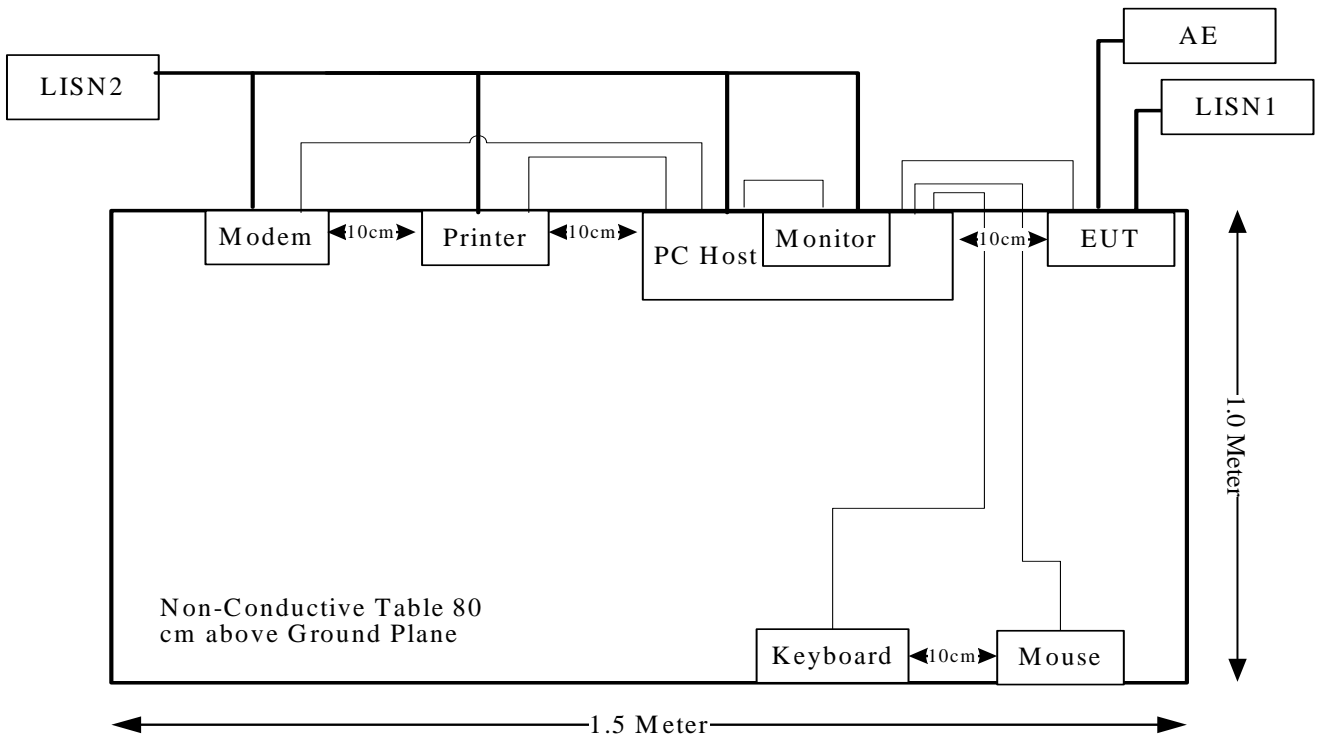 AE
LISN2
LISN1
Modem
10cm
Printer
10cm
PC Host
Monitor
10cm
EUT
1.0 Meter
Non-Conductive Table 80
cm above Ground Plane
Keyboard
10cm
Mouse
1.5 Meter